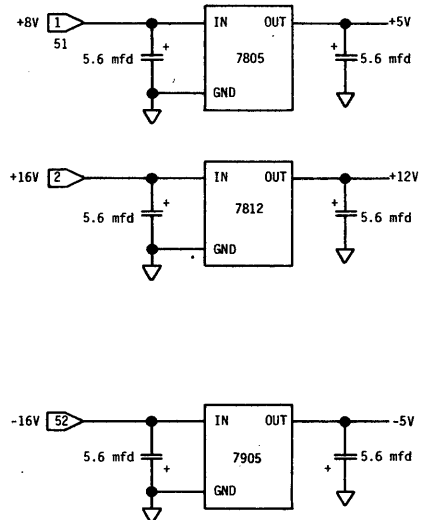 +8V 1 IN OUT +5V
51
5.6 mfd + 7805 + 5.6 mfd
GND
+16V 2 IN OUT +12V
5.6 mfd + 7812 + 5.6 mfd
GND
-16V 52 IN OUT -5V
5.6 mfd + 7905 + 5.6 mfd
GND